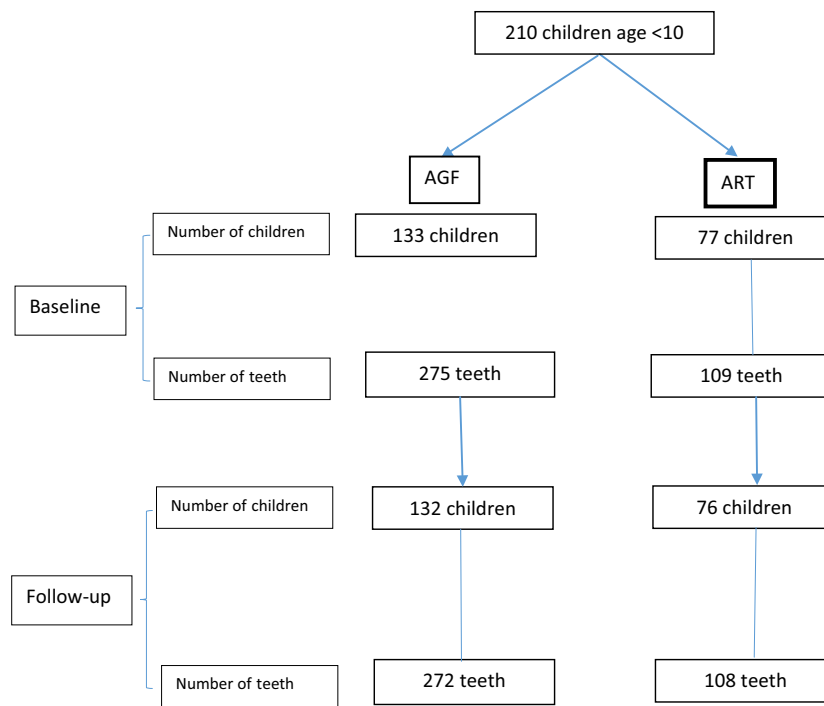 210 children age <10
AGF
ART
Number of children
133 children
77 children
Baseline
Number of teeth
275 teeth
109 teeth
Number of children
132 children
76 children
Follow-up
Number of teeth
272 teeth
108 teeth